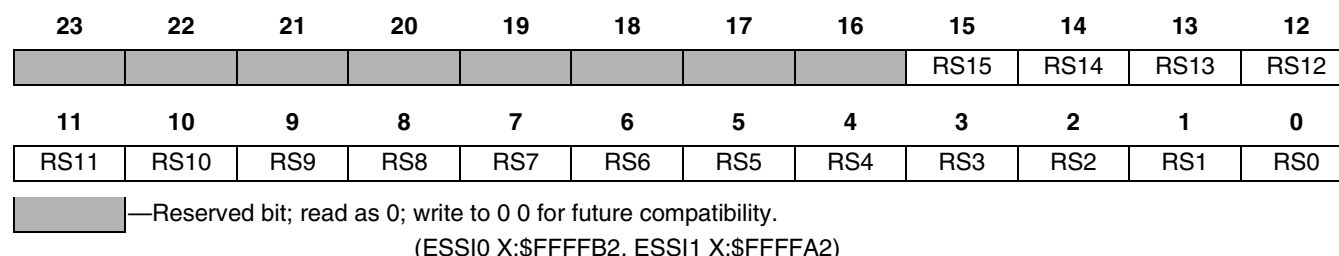 23 22 21 20 19 18 17 16 15 14 13 12
RS15 RS14 RS13 RS12
11 10 9 8 7 6 5 4 3 2 1 0
RS11 RS10 RS9 RS8 RS7 RS6 RS5 RS4 RS3 RS2 RS1 RS0
—Reserved bit; read as 0; write to 0 0 for future compatibility.
(ESSI0 X:$FFFFB2, ESSI1 X:$FFFFA2)